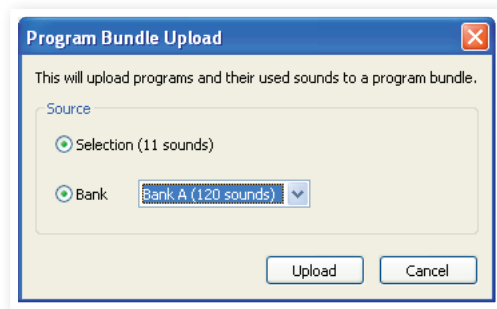 Program Bundle Upload
This will upload programs and their used sounds to a program bundle.
Source
Selection (11 sounds)
Bank Bank A (120 sounds)
Upload Cancel